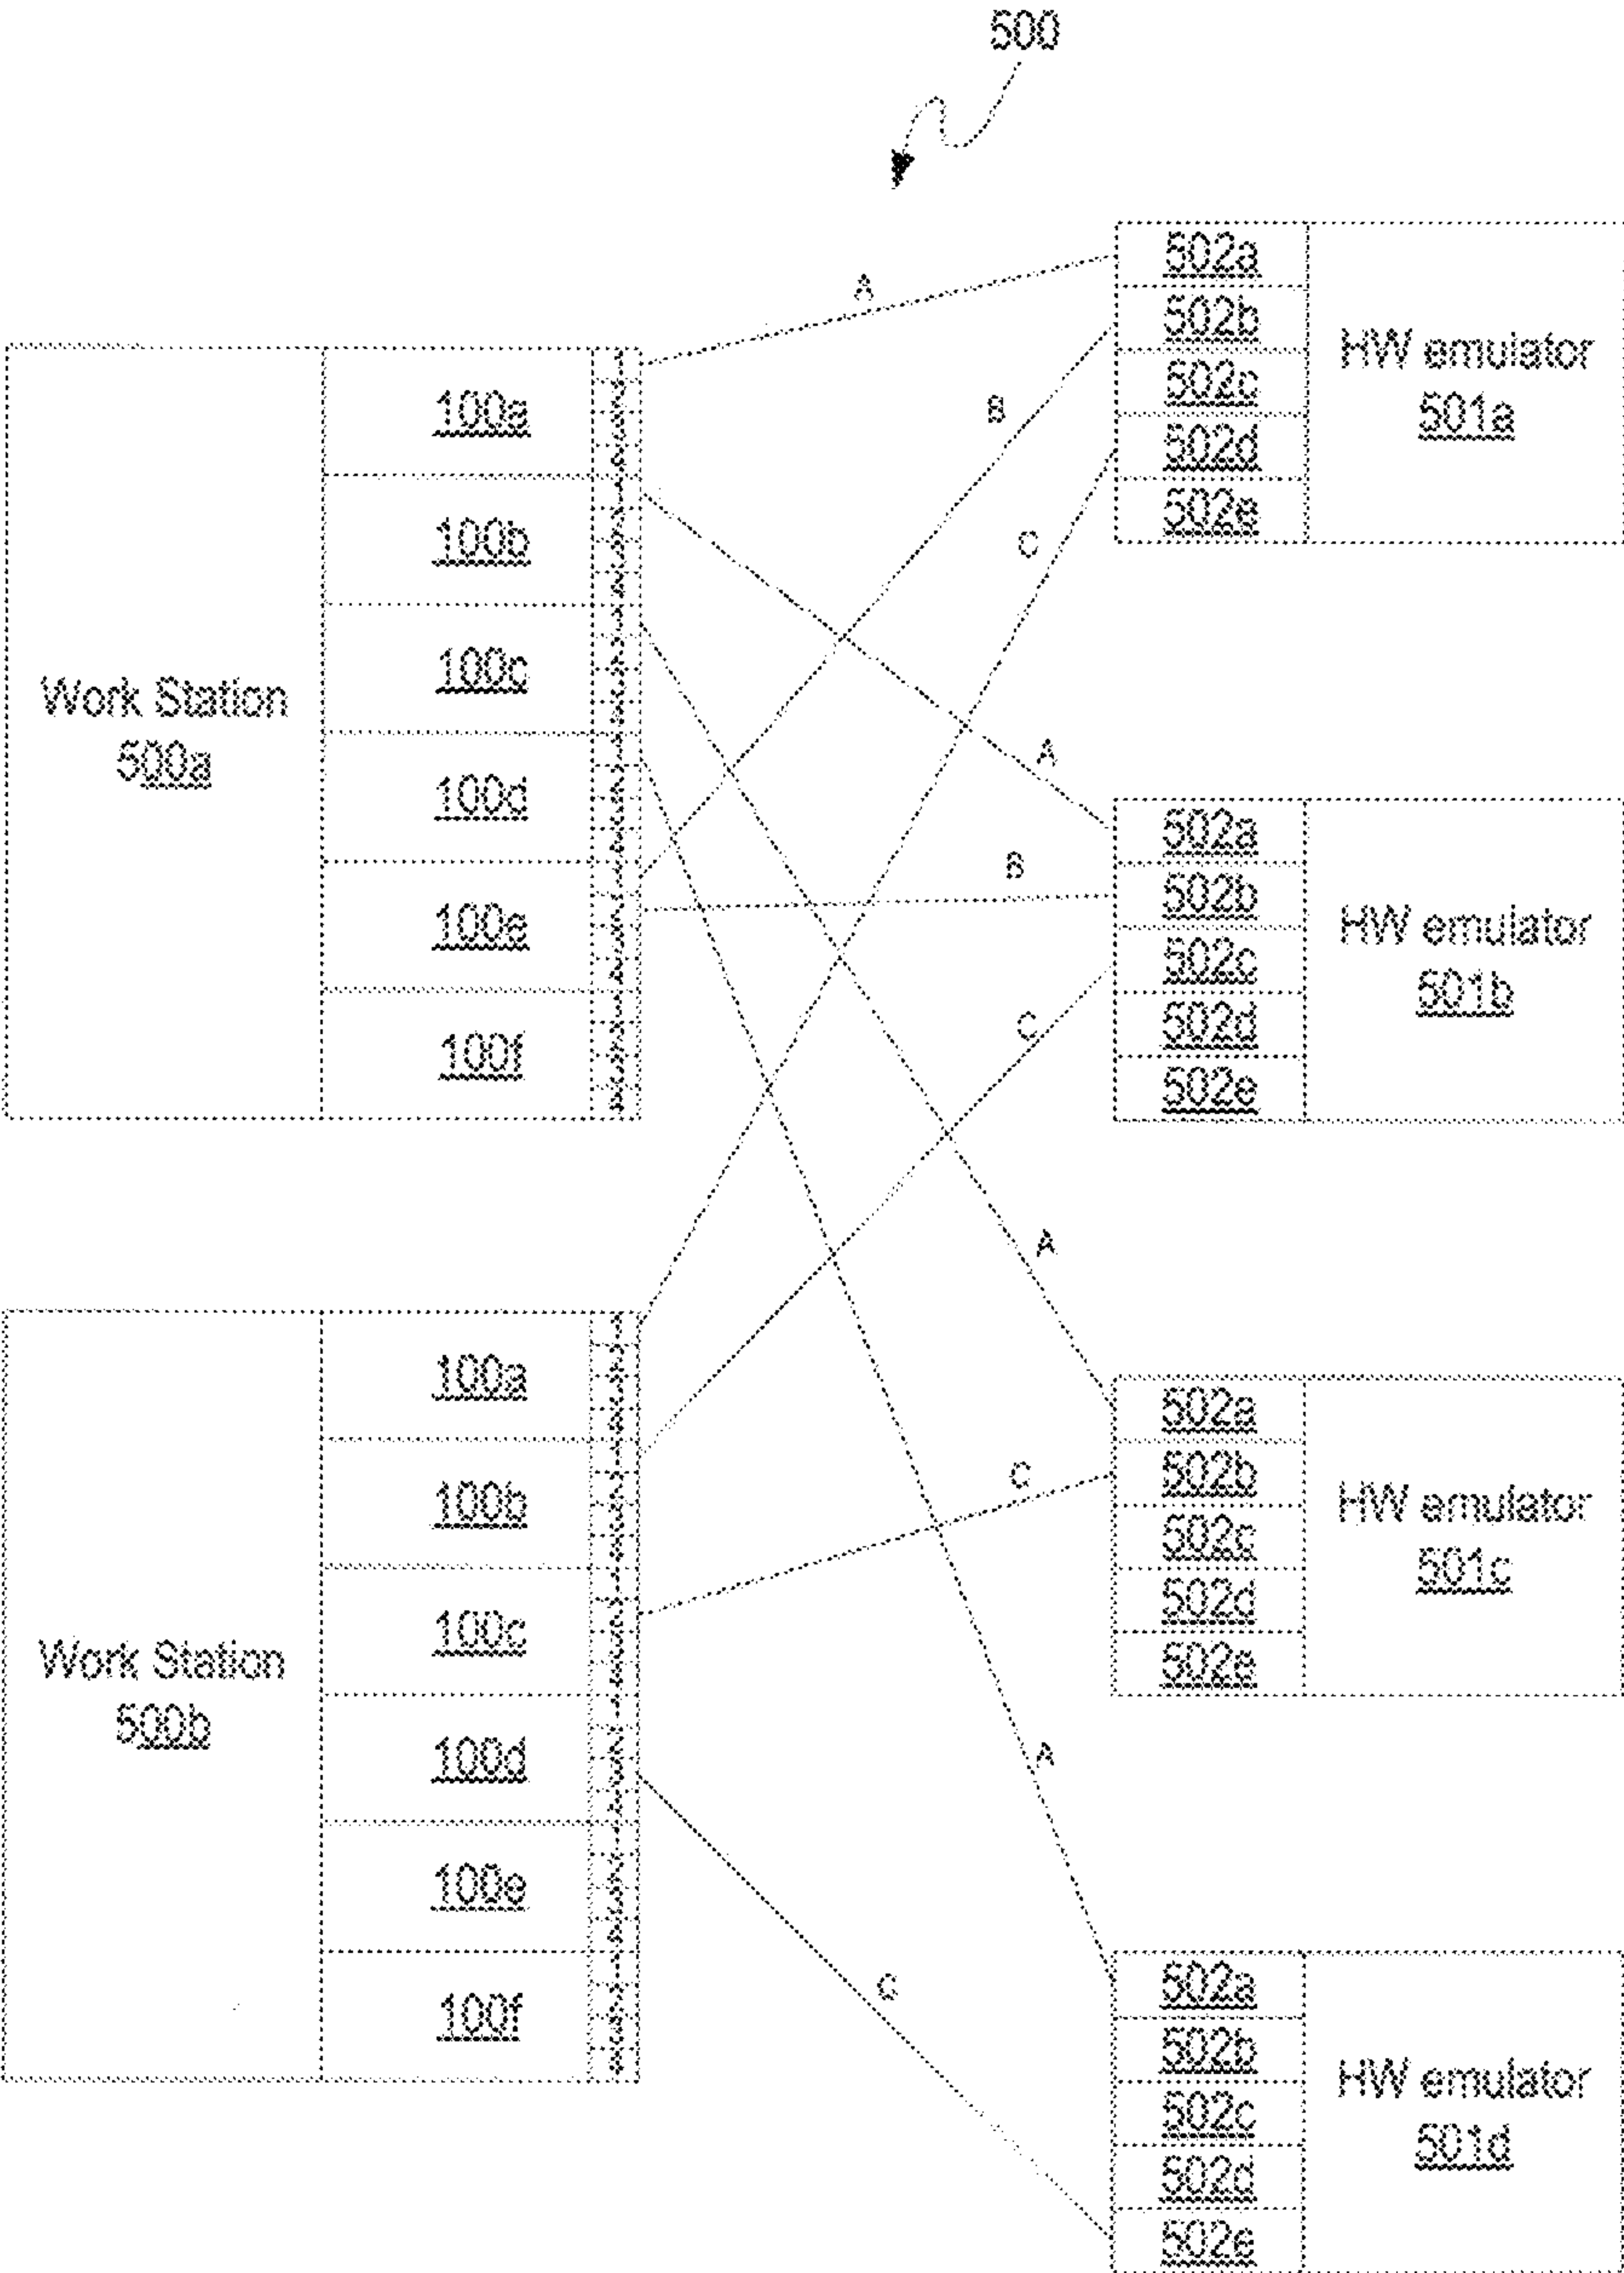 500
Work Station
500a
100a
100b
100c
100d
100e
100f
A
B
C
A
B
C
A
A
502a
502b
502c
502d
502e
HW emulator
501a
502a
502b
502c
502d
502e
HW emulator
501b
Work Station
500b
100a
100b
100c
100d
100e
100f
C
C
502a
502b
502c
502d
502e
HW emulator
501c
502a
502b
502c
502d
502e
HW emulator
501d